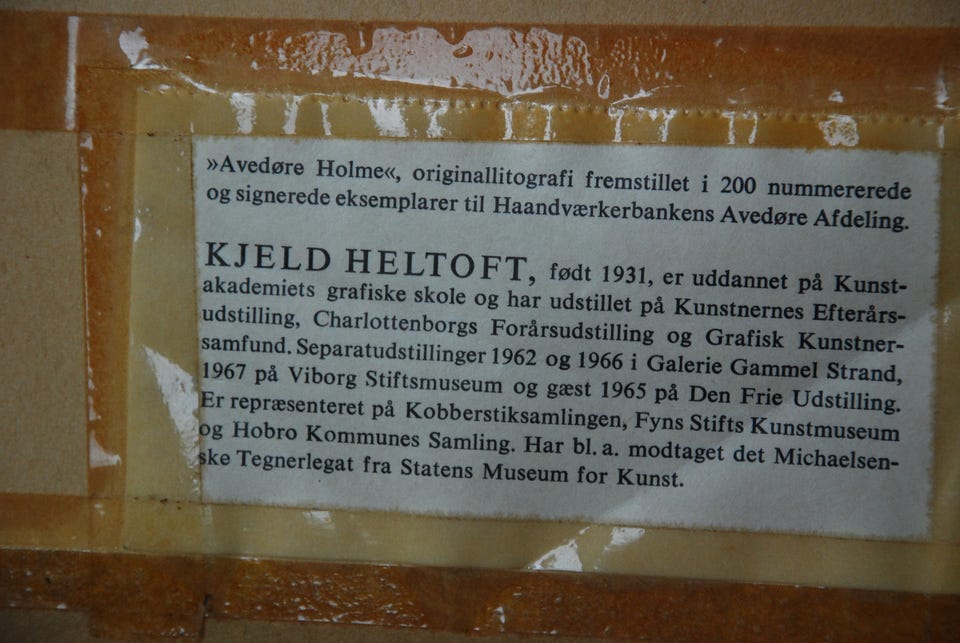 »Avedøre Holme«, originallitografi fremstillet i 200 nummererede
og signerede eksemplarer til Haandværkerbankens Avedøre Afdeling.
KJELD HELTOFT, født 1931, er uddannet på Kunst-
akademiets grafiske skole og har udstillet på Kunstnernes Efterårs-
udstilling, Charlottenborgs Forårsudstilling og Grafisk Kunstner-
samfund. Separatudstillinger 1962 og 1966 i Galerie Gammel Strand,
1967 på Viborg Stiftsmuseum og gæst 1965 på Den Frie Udstilling.
Er repræsenteret på Kobberstiksamlingen, Fyns Stifts Kunstmuseum
og Hobro Kommunes Samling. Har bl. a. modtaget det Michaelsen-
ske Tegnerlegat fra Statens Museum for Kunst.